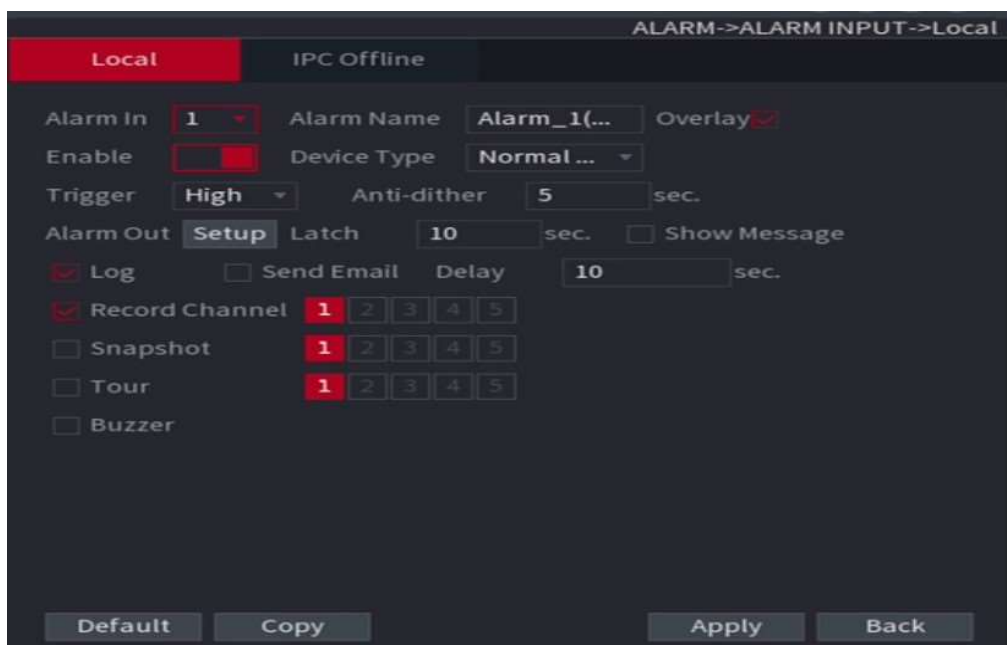 ALARM->ALARM INPUT->Local
Local IPC Offline
Alarm In 1 Alarm Name Alarm_1(... Overlay
Enable Device Type Normal ...
Trigger High Anti-dither 5 sec.
Alarm Out Setup Latch 10 sec. Show Message
Log Send Email Delay 10 sec.
Record Channel 1 2 3 4 5
Snapshot 1 2 3 4 5
Tour 1 2 3 4 5
Buzzer
Default Copy Apply Back